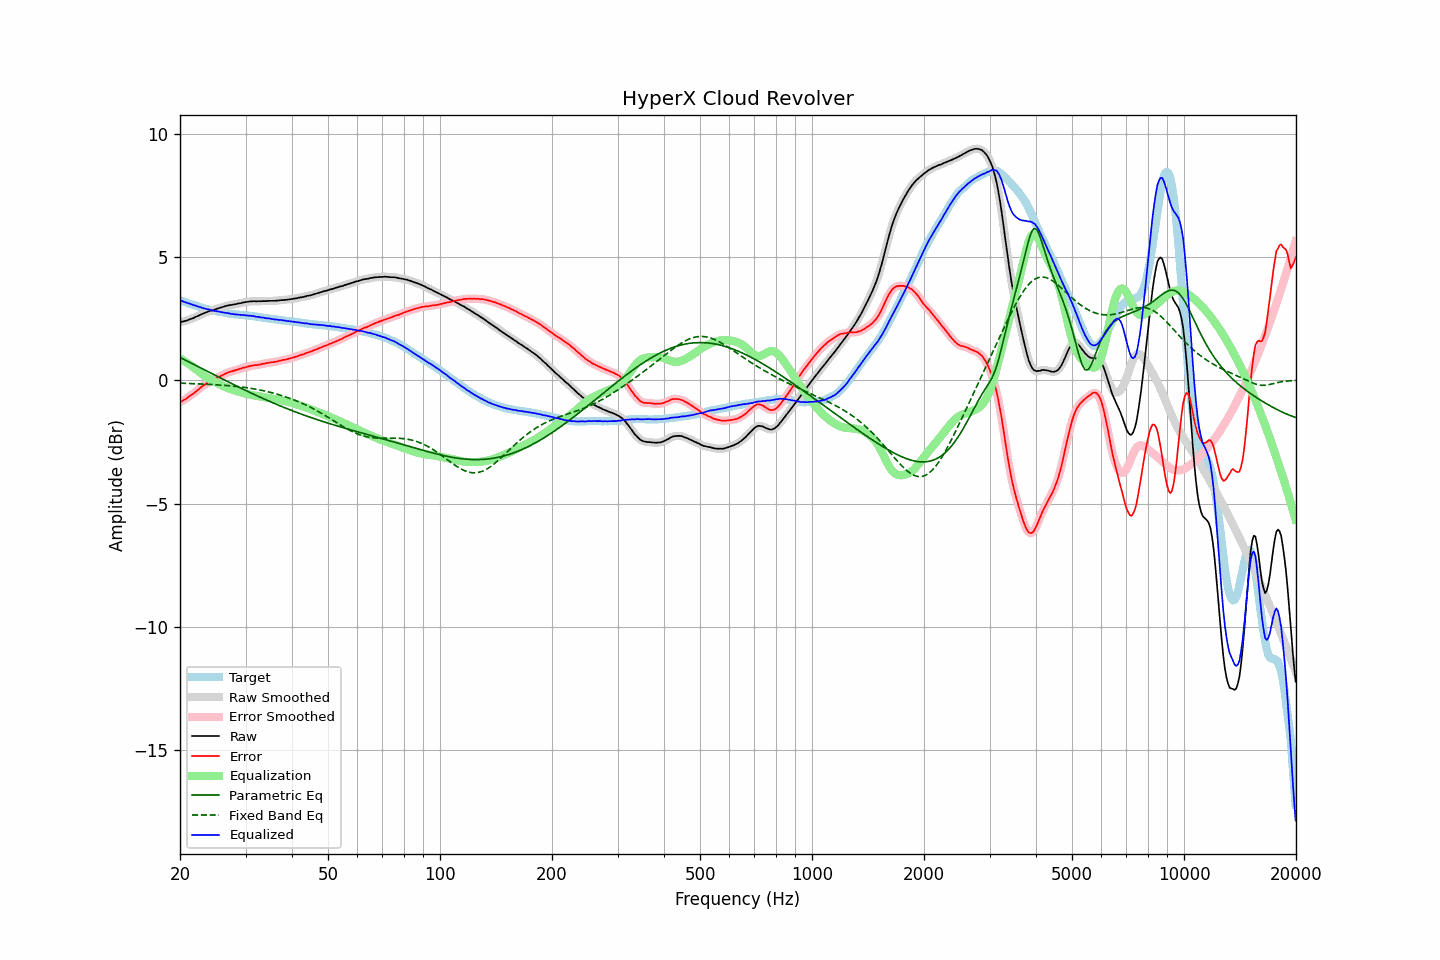 HyperX Cloud Revolver
Amplitude (dBr)
10
5
0
−5
−10
−15
Target
Raw Smoothed
Error Smoothed
Raw
Error
Equalization
Parametric Eq
Fixed Band Eq
Equalized
20 50 100 200 500 1000 2000 5000 10000 20000
Frequency (Hz)